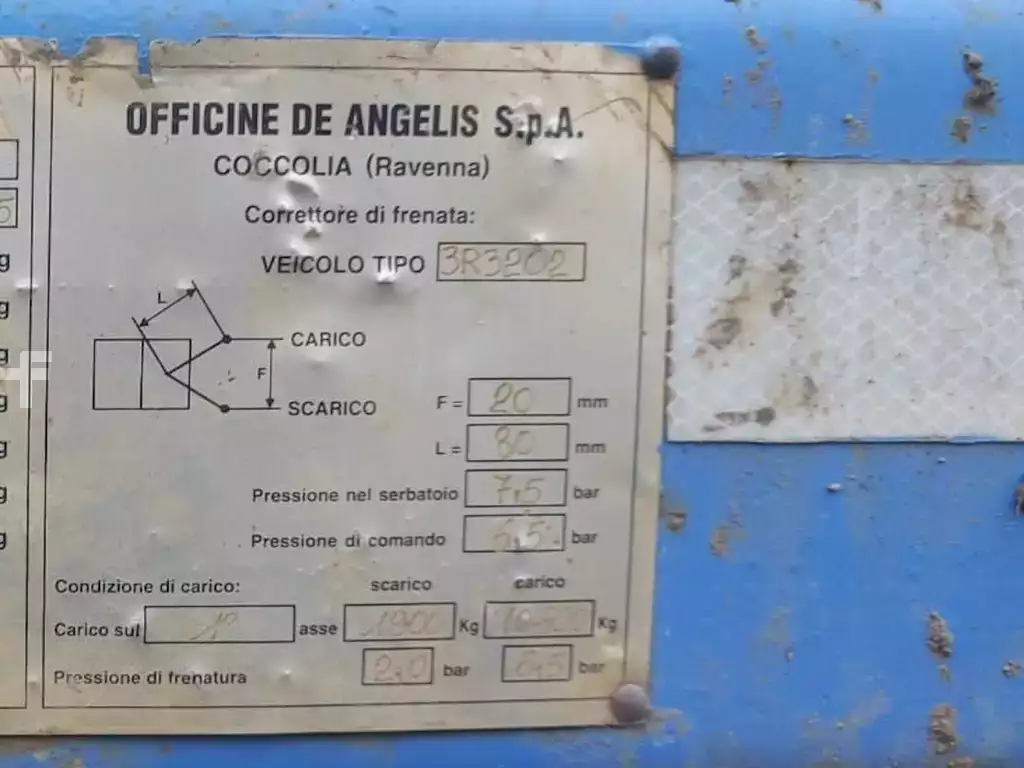 OFFICINE DE ANGELIS S.p.A.
COCCOLIA (Ravenna)
Correttore di frenata:
VEICOLO TIPO 3R3202
L
CARICO
F
SCARICO
F = 20 mm
L = 80 mm
Pressione nel serbatoio 7,5 bar
Pressione di comando 6,5 bar
Condizione di carico: scarico carico
Carico sul 1° asse 1900 Kg Kg
Pressione di frenatura 2,0 bar 6,5 bar
5
g
g
g
g
g
g
g
f